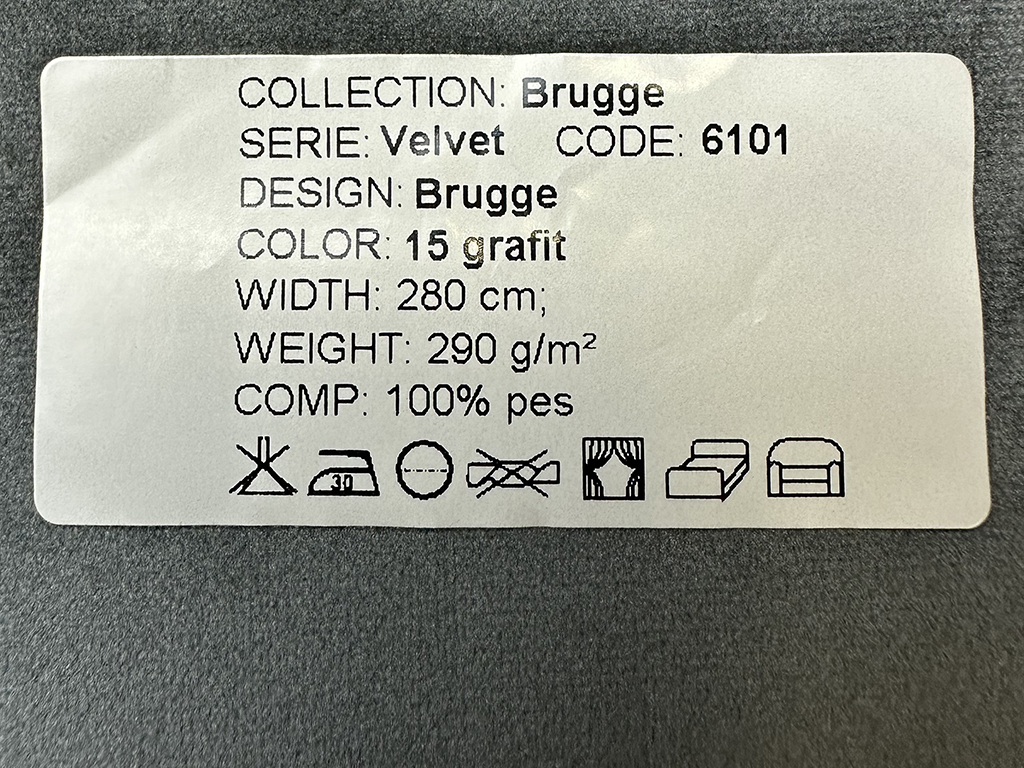 COLLECTION: Brugge
SERIE: Velvet CODE: 6101
DESIGN: Brugge
COLOR: 15 grafit
WIDTH: 280 cm;
WEIGHT: 290 g/m²
COMP: 100% pes
30